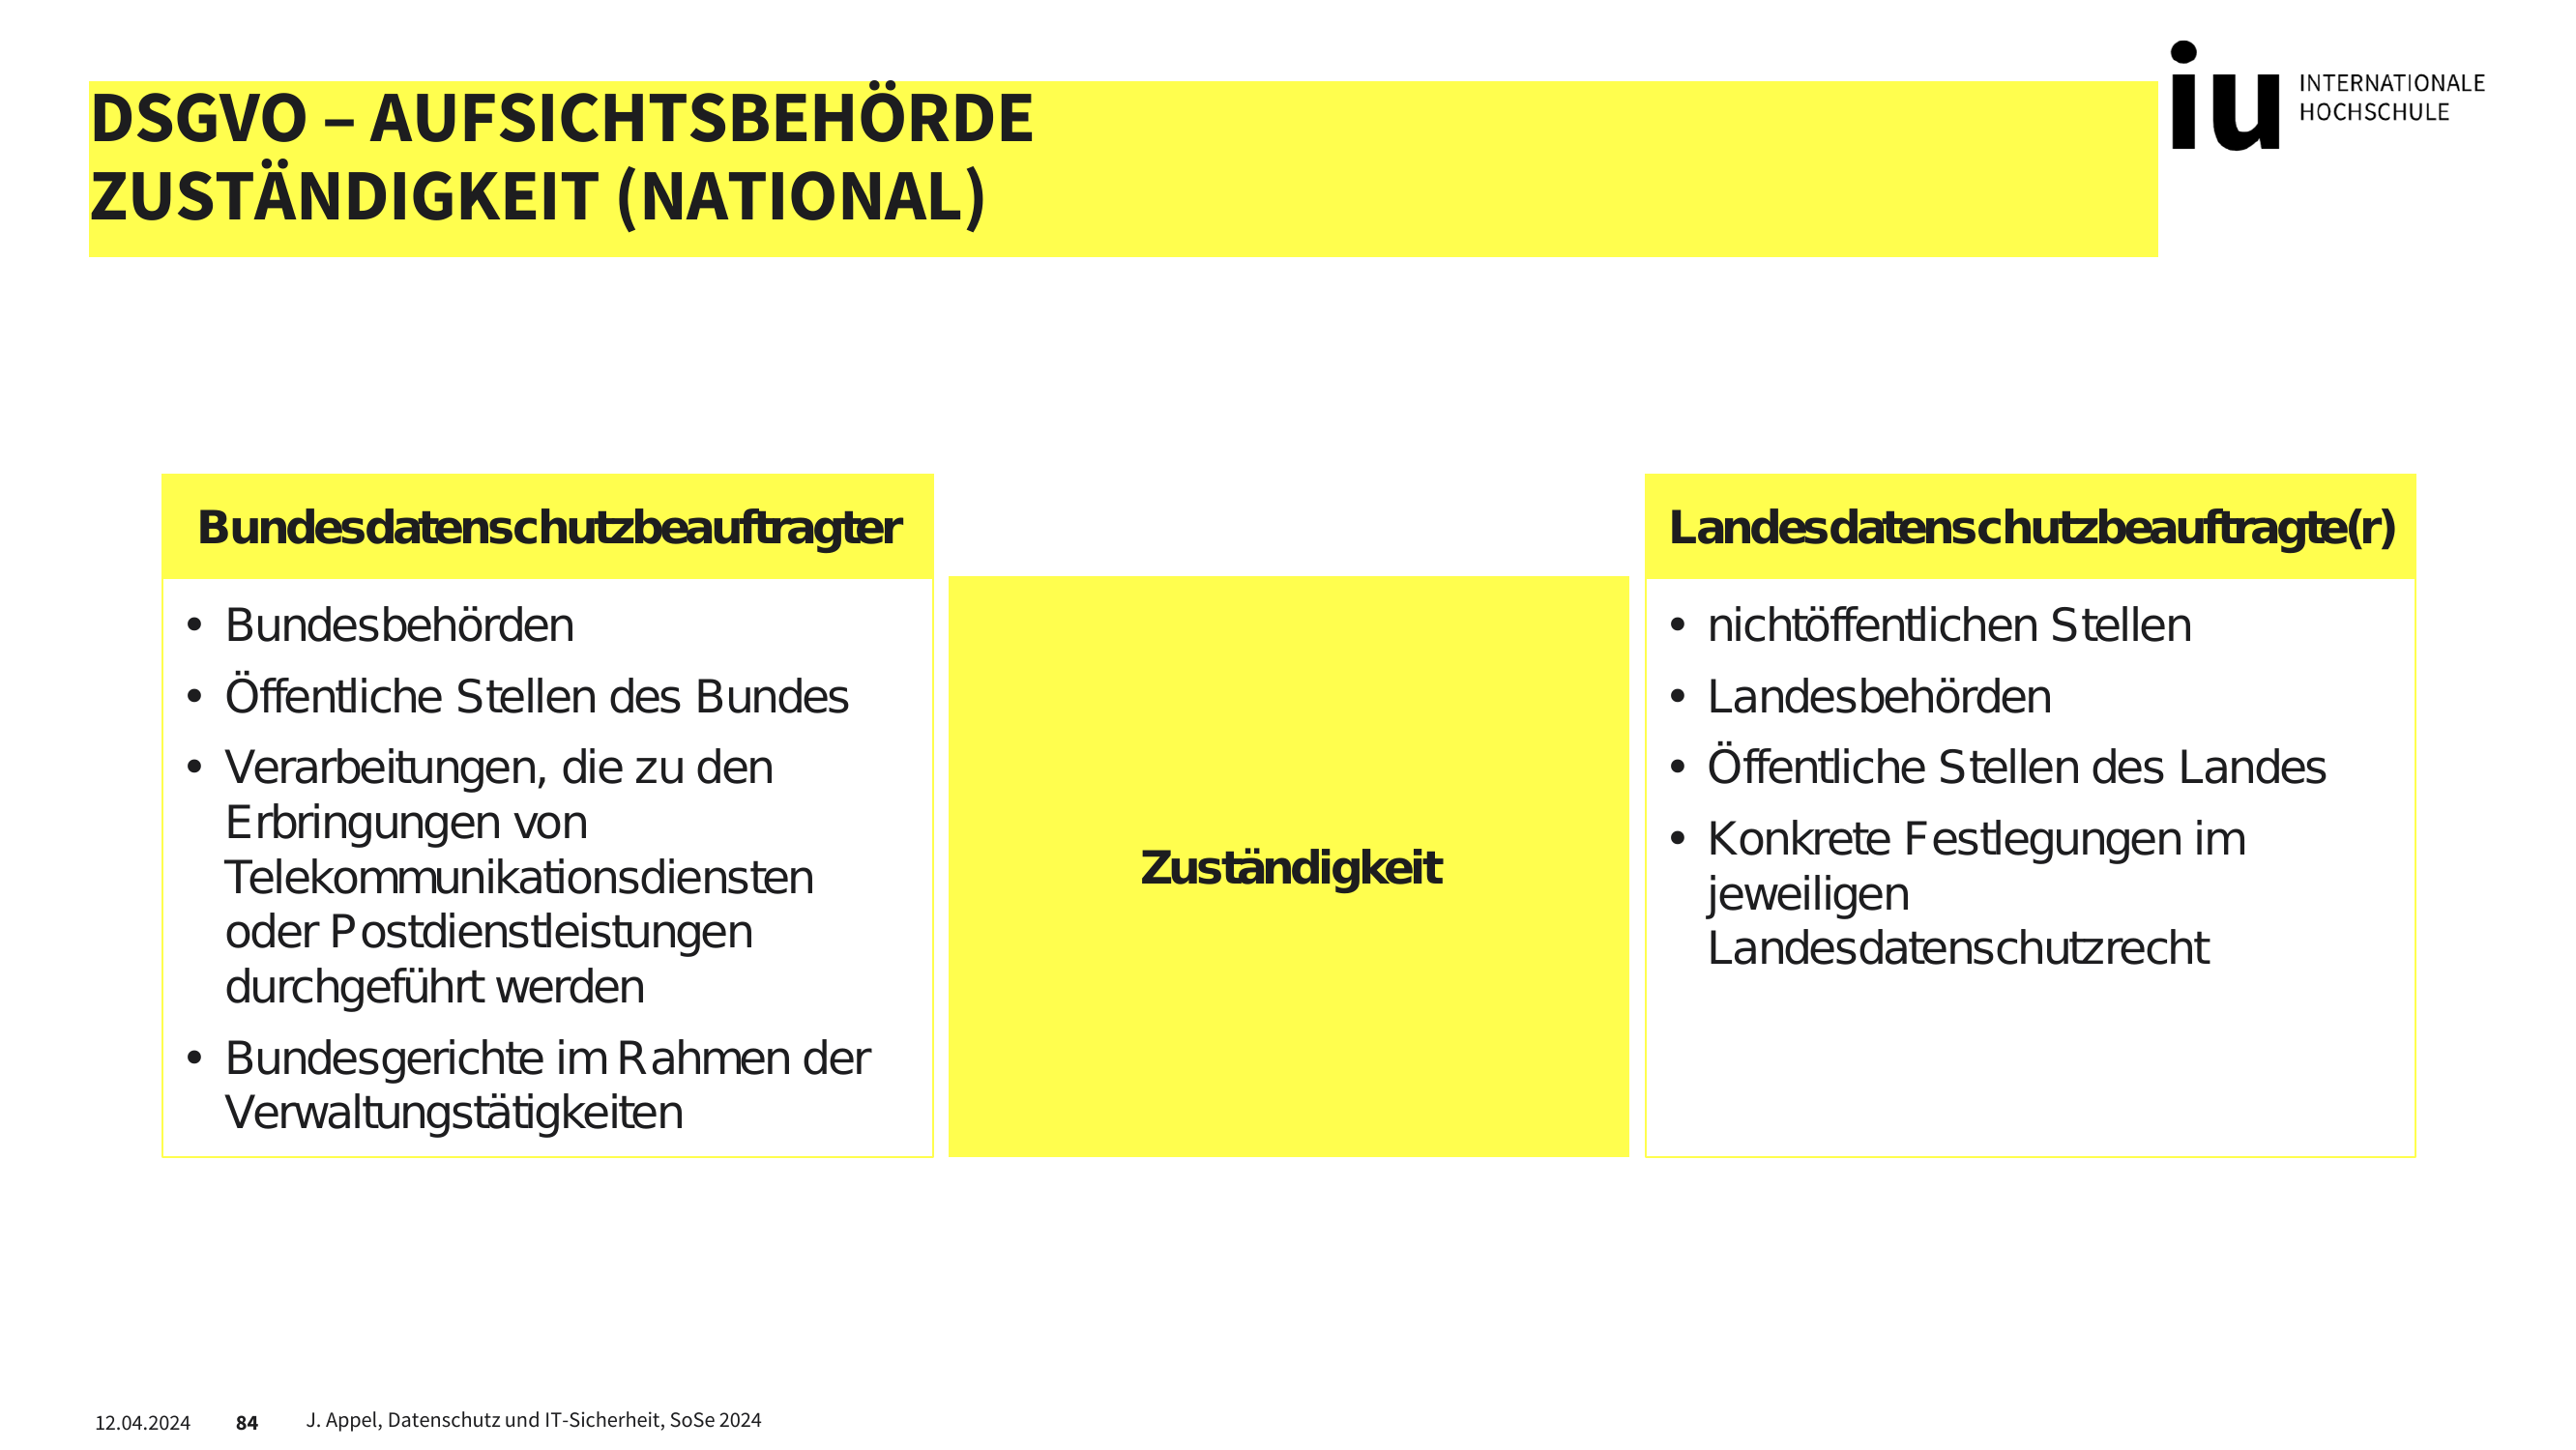 DSGVO – AUFSICHTSBEHÖRDE
ZUSTÄNDIGKEIT (NATIONAL)
iu INTERNATIONALE
HOCHSCHULE
Bundesdatenschutzbeauftragter
• Bundesbehörden
• Öffentliche Stellen des Bundes
• Verarbeitungen, die zu den
Erbringungen von
Telekommunikationsdiensten
oder Postdienstleistungen
durchgeführt werden
• Bundesgerichte im Rahmen der
Verwaltungstätigkeiten
Zuständigkeit
Landesdatenschutzbeauftragte(r)
• nichtöffentlichen Stellen
• Landesbehörden
• Öffentliche Stellen des Landes
• Konkrete Festlegungen im
jeweiligen
Landesdatenschutzrecht
12.04.2024 84 J. Appel, Datenschutz und IT-Sicherheit, SoSe 2024